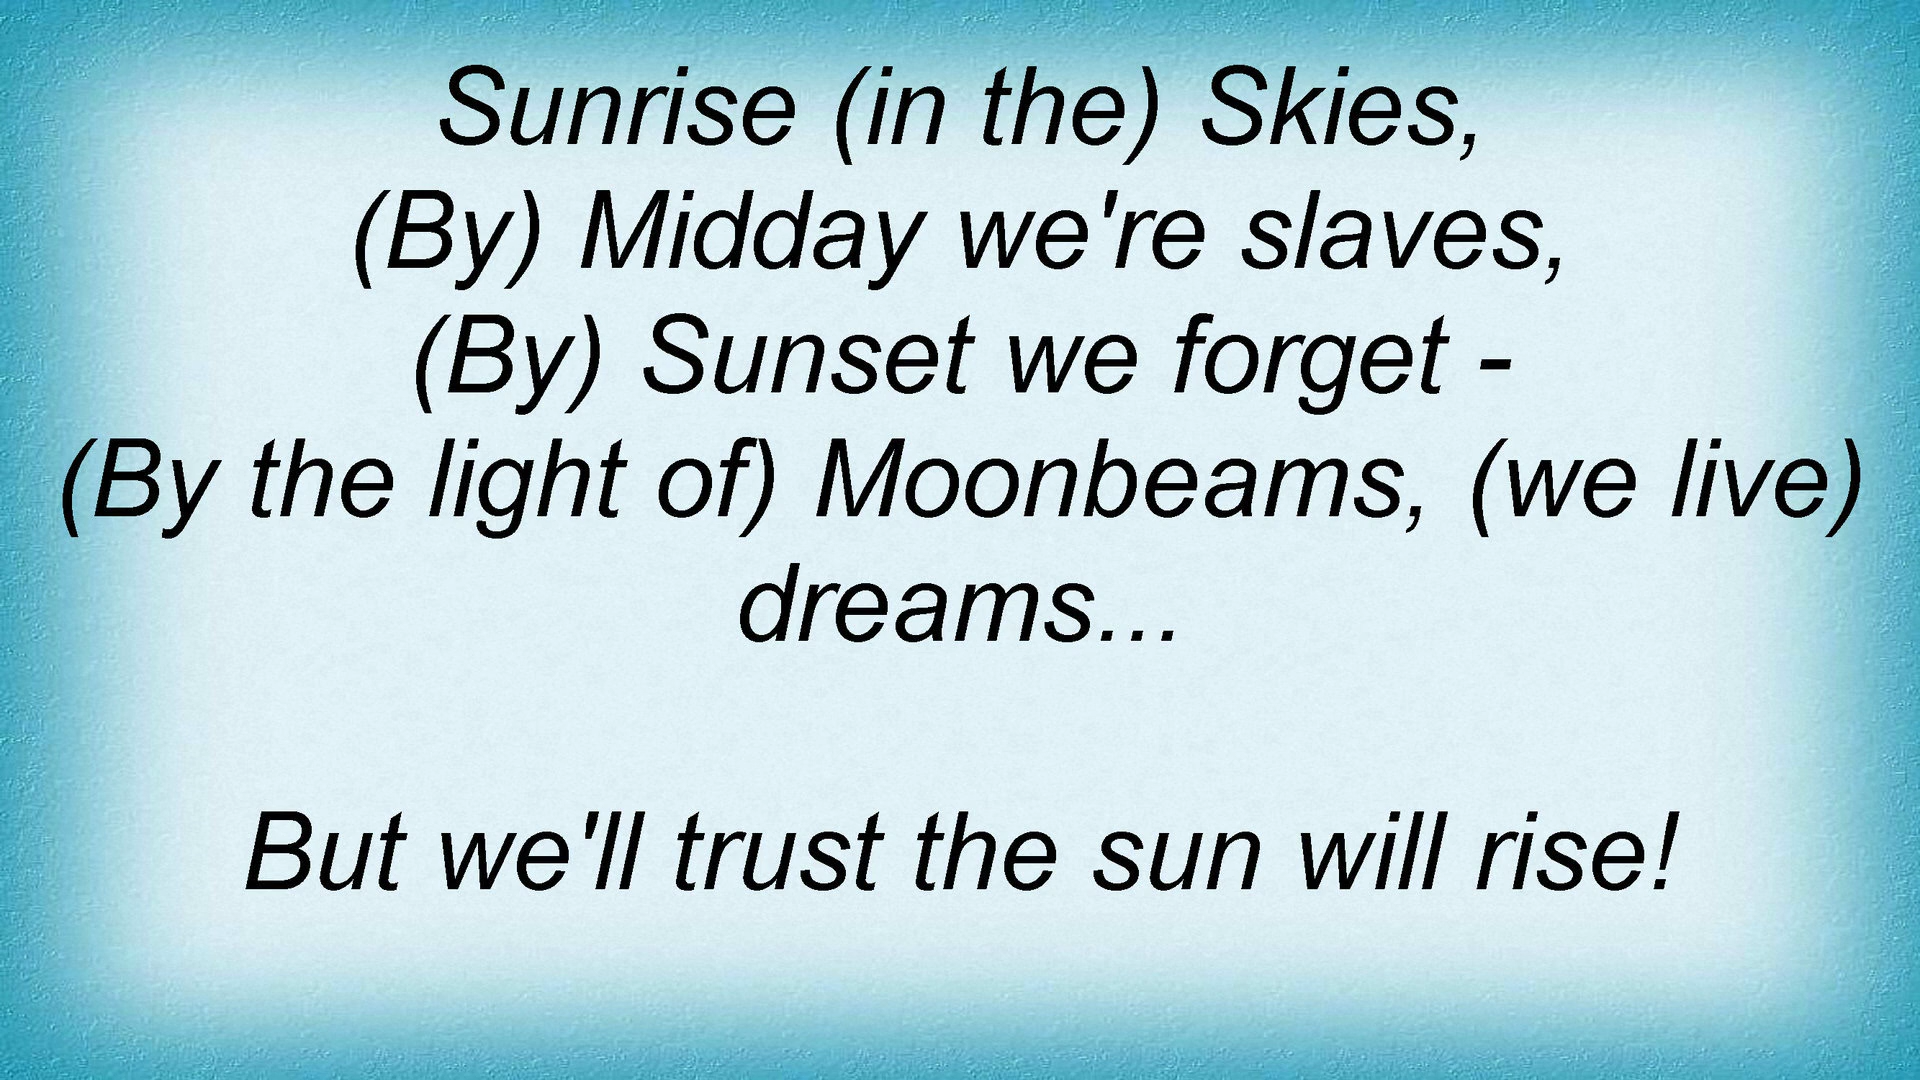 Sunrise (in the) Skies,
(By) Midday we're slaves,
(By) Sunset we forget -
(By the light of) Moonbeams, (we live)
dreams...
But we'll trust the sun will rise!